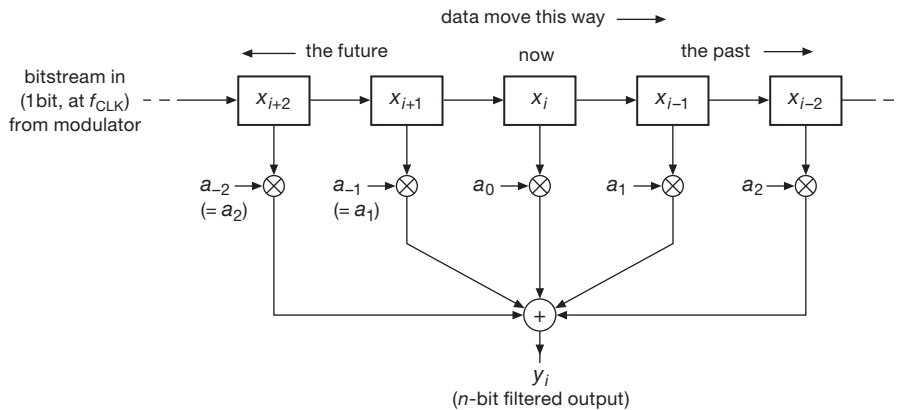 data move this way
the future
now
the past
bitstream in
(1bit, at fCLK)
from modulator
xi+2
xi+1
xi
xi–1
xi–2
a–2
(= a2)
a–1
(= a1)
a0
a1
a2
+
yi
(n-bit filtered output)